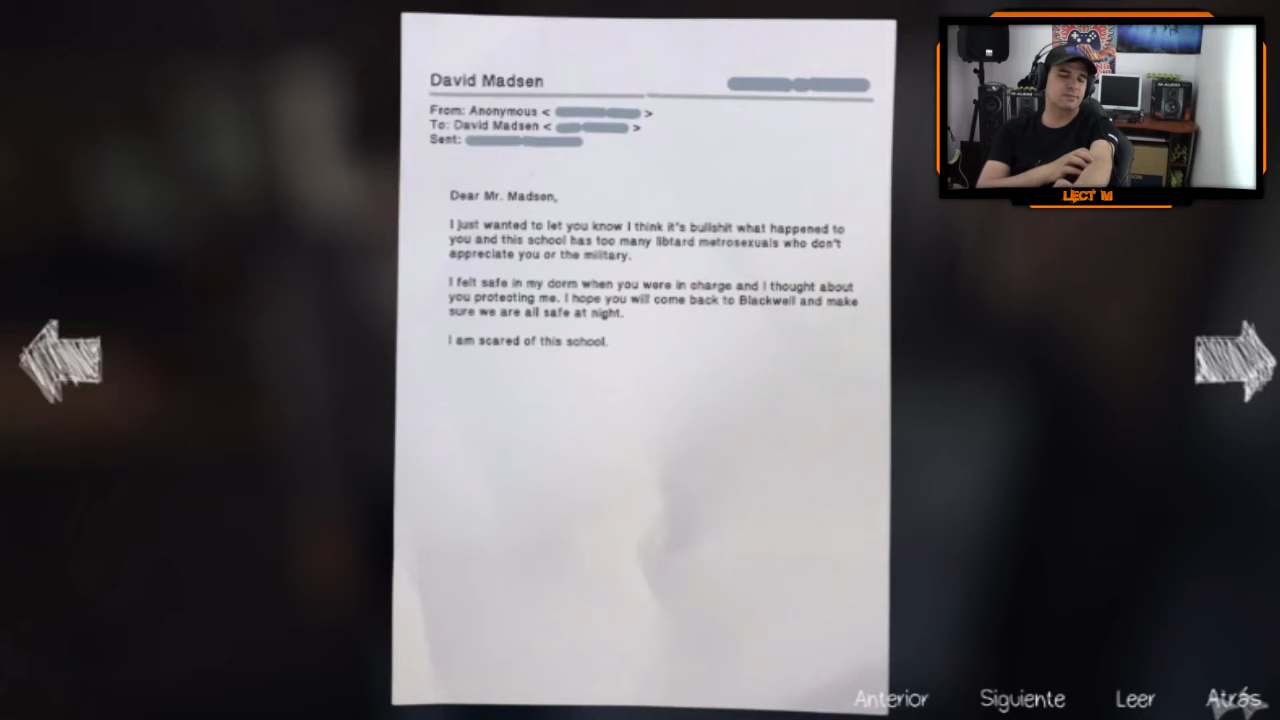 David Madsen
From: Anonymous < >
To: David Madsen < >
Sent:
Dear Mr. Madsen,
I just wanted to let you know I think it's bullshit what happened to
you and this school has too many libtard metrosexuals who don't
appreciate you or the military.
I felt safe in my dorm when you were in charge and I thought about
you protecting me. I hope you will come back to Blackwell and make
sure we are all safe at night.
I am scared of this school.
LECT M
Anterior Siguiente Leer Atrás